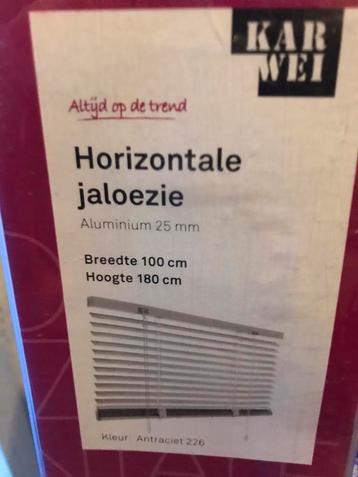 KAR
WEI
Altijd op de trend
Horizontale
jaloezie
Aluminium 25 mm
Breedte 100 cm
Hoogte 180 cm
Kleur Antraciet 226